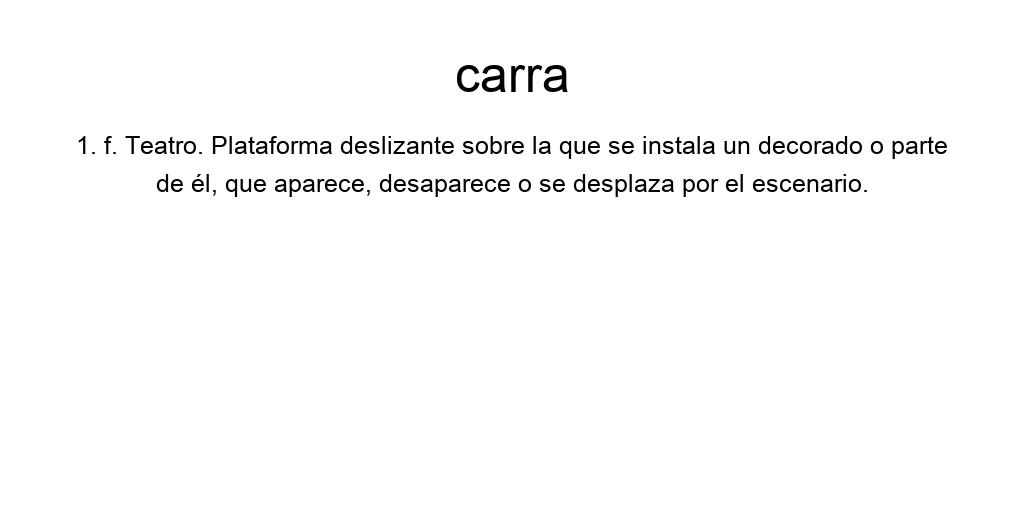 carra
1. f. Teatro. Plataforma deslizante sobre la que se instala un decorado o parte
de él, que aparece, desaparece o se desplaza por el escenario.